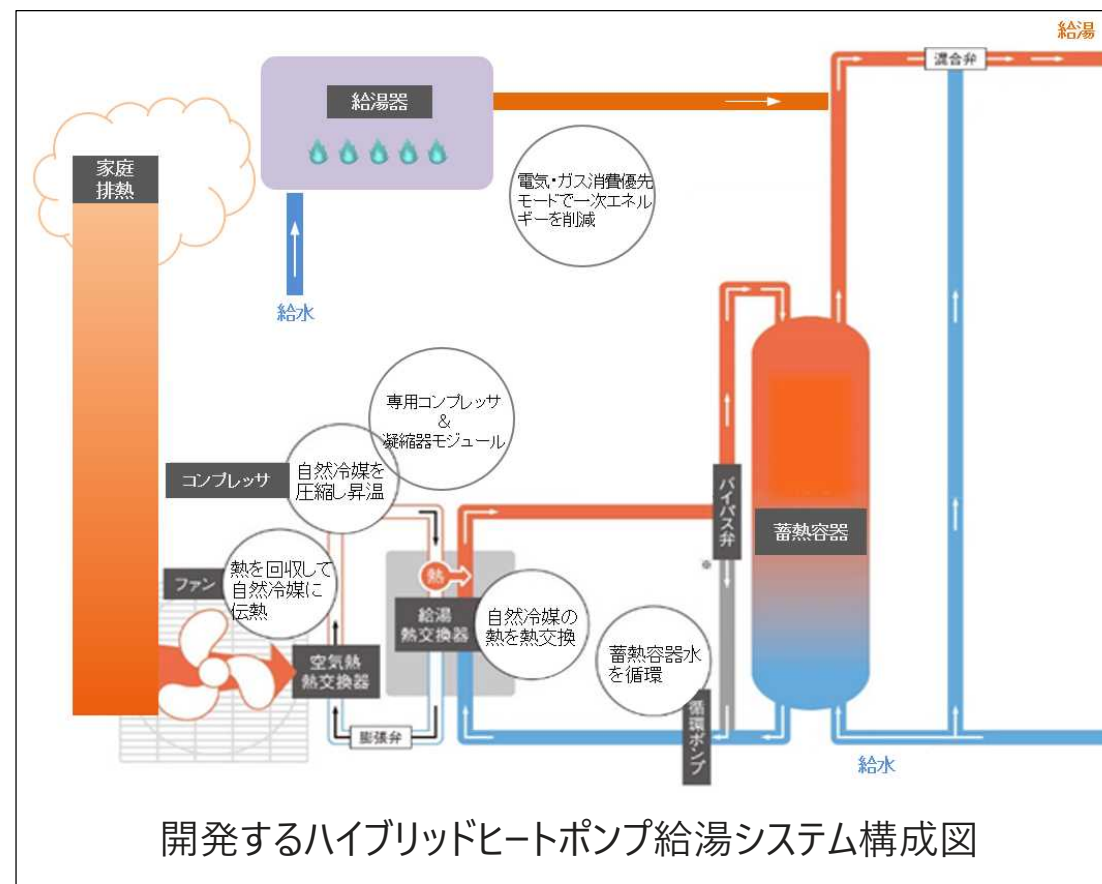 給湯
混合弁
給湯器
家庭
排熱
電気・ガス消費優先
モードで一次エネル
ギーを削減
給水
専用コンプレッサ
&
凝縮器モジュール
コンプレッサ
自然冷媒を
圧縮し昇温
バイパス弁
※
蓄熱容器
ファン
熱を回収して
自然冷媒に
伝熱
熱
給湯
熱交換器
自然冷媒の
熱を熱交換
空気熱
熱交換器
蓄熱容器水
を循環
循環ポンプ
膨張弁
給水
開発するハイブリッドヒートポンプ給湯システム構成図